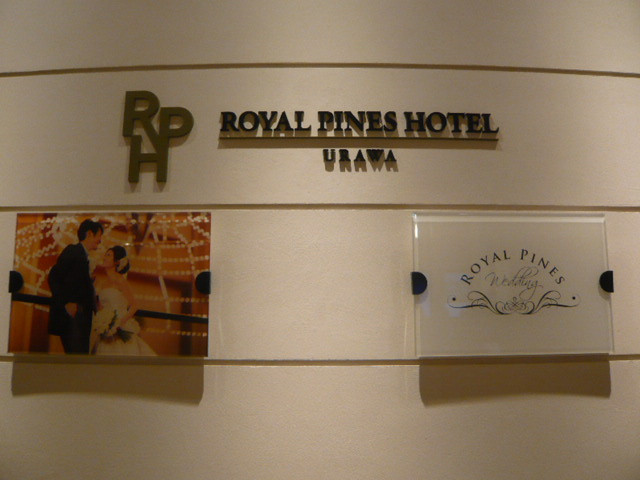 RPH
ROYAL PINES HOTEL
URAWA
ROYAL PINES
Wedding